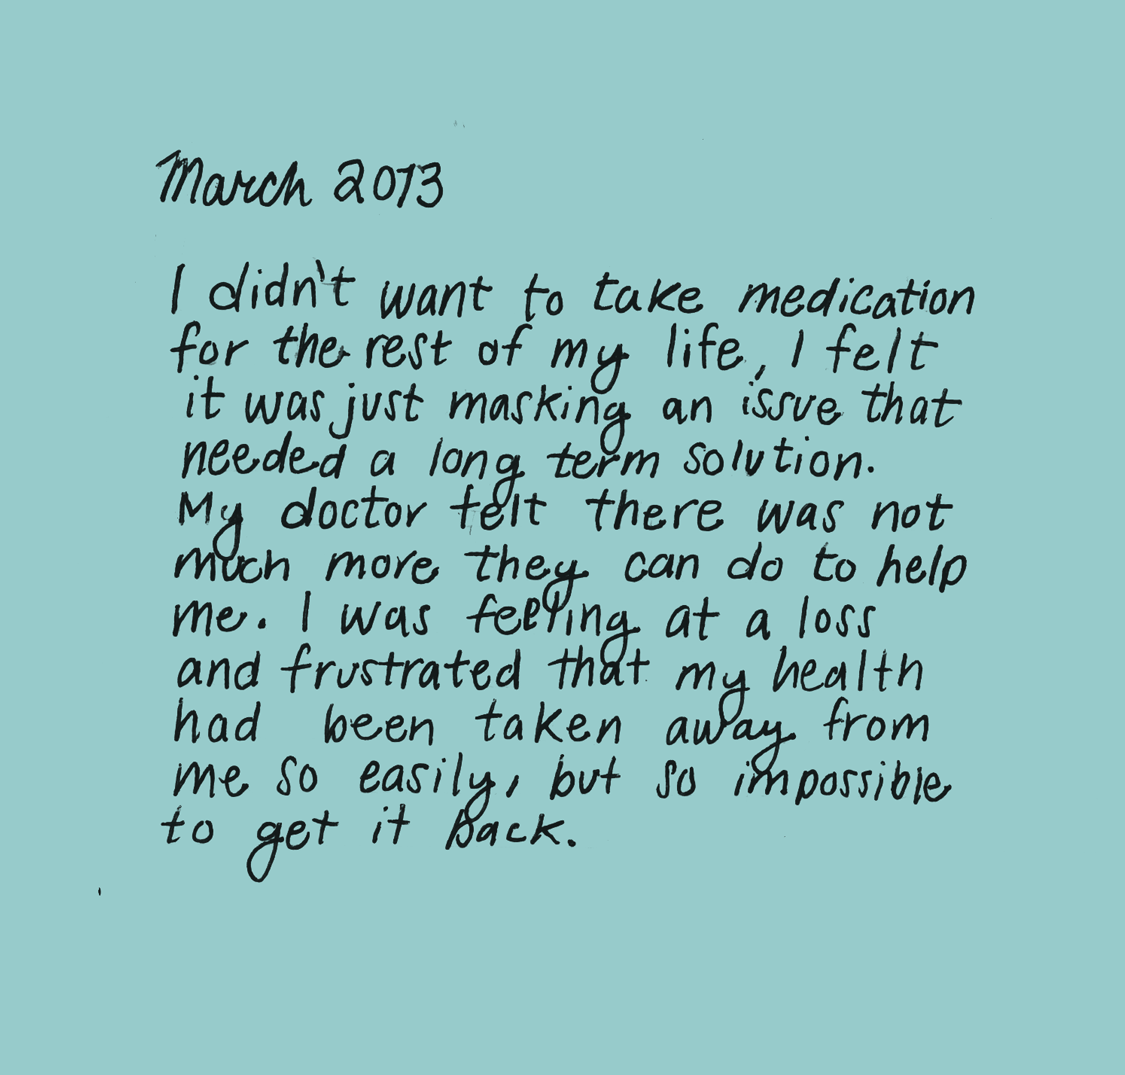 March 2013
I didn't want to take medication
for the rest of my life, I felt
it was just masking an issue that
needed a long term solution.
My doctor felt there was not
much more they can do to help
me. I was feeling at a loss
and frustrated that my health
had been taken away from
me so easily, but so impossible
to get it back.